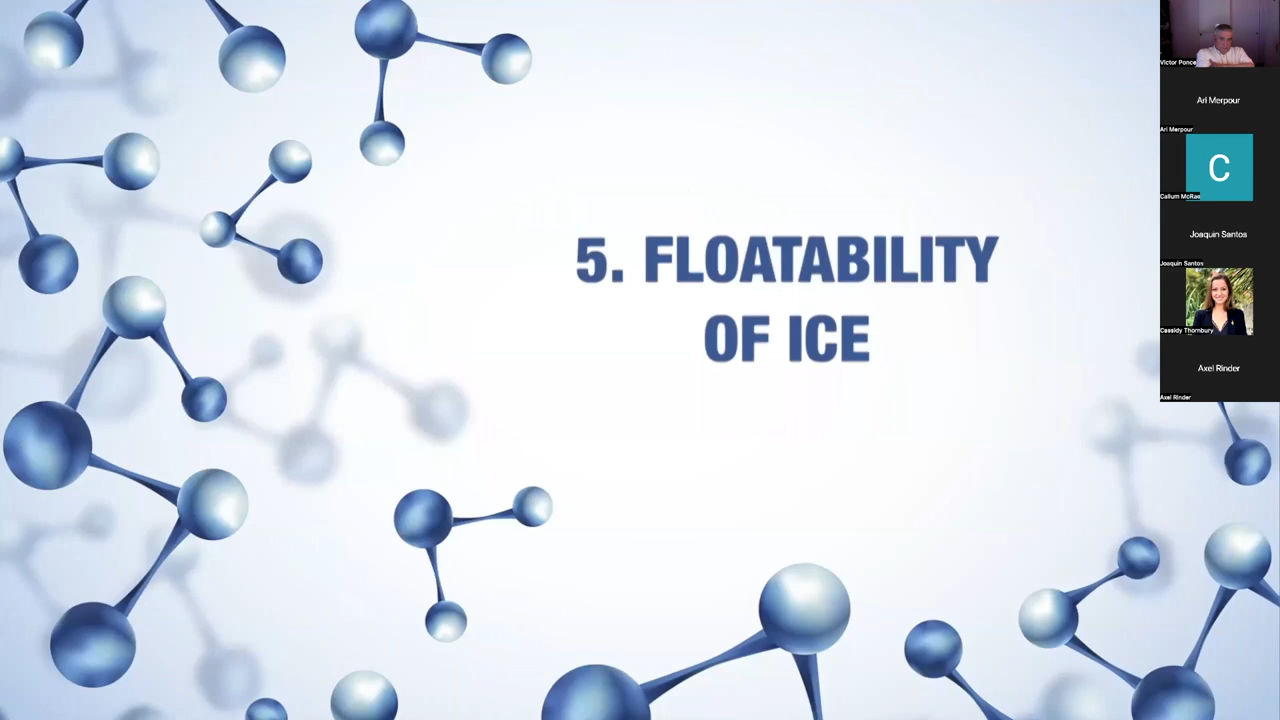 5. FLOATABILITY
OF ICE
Victor Ponce
Ari Merpour
Ari Merpour
C
Callum McRae
Joaquin Santos
Joaquin Santos
Cassidy Thornbury
Axel Rinder
Axel Rinder